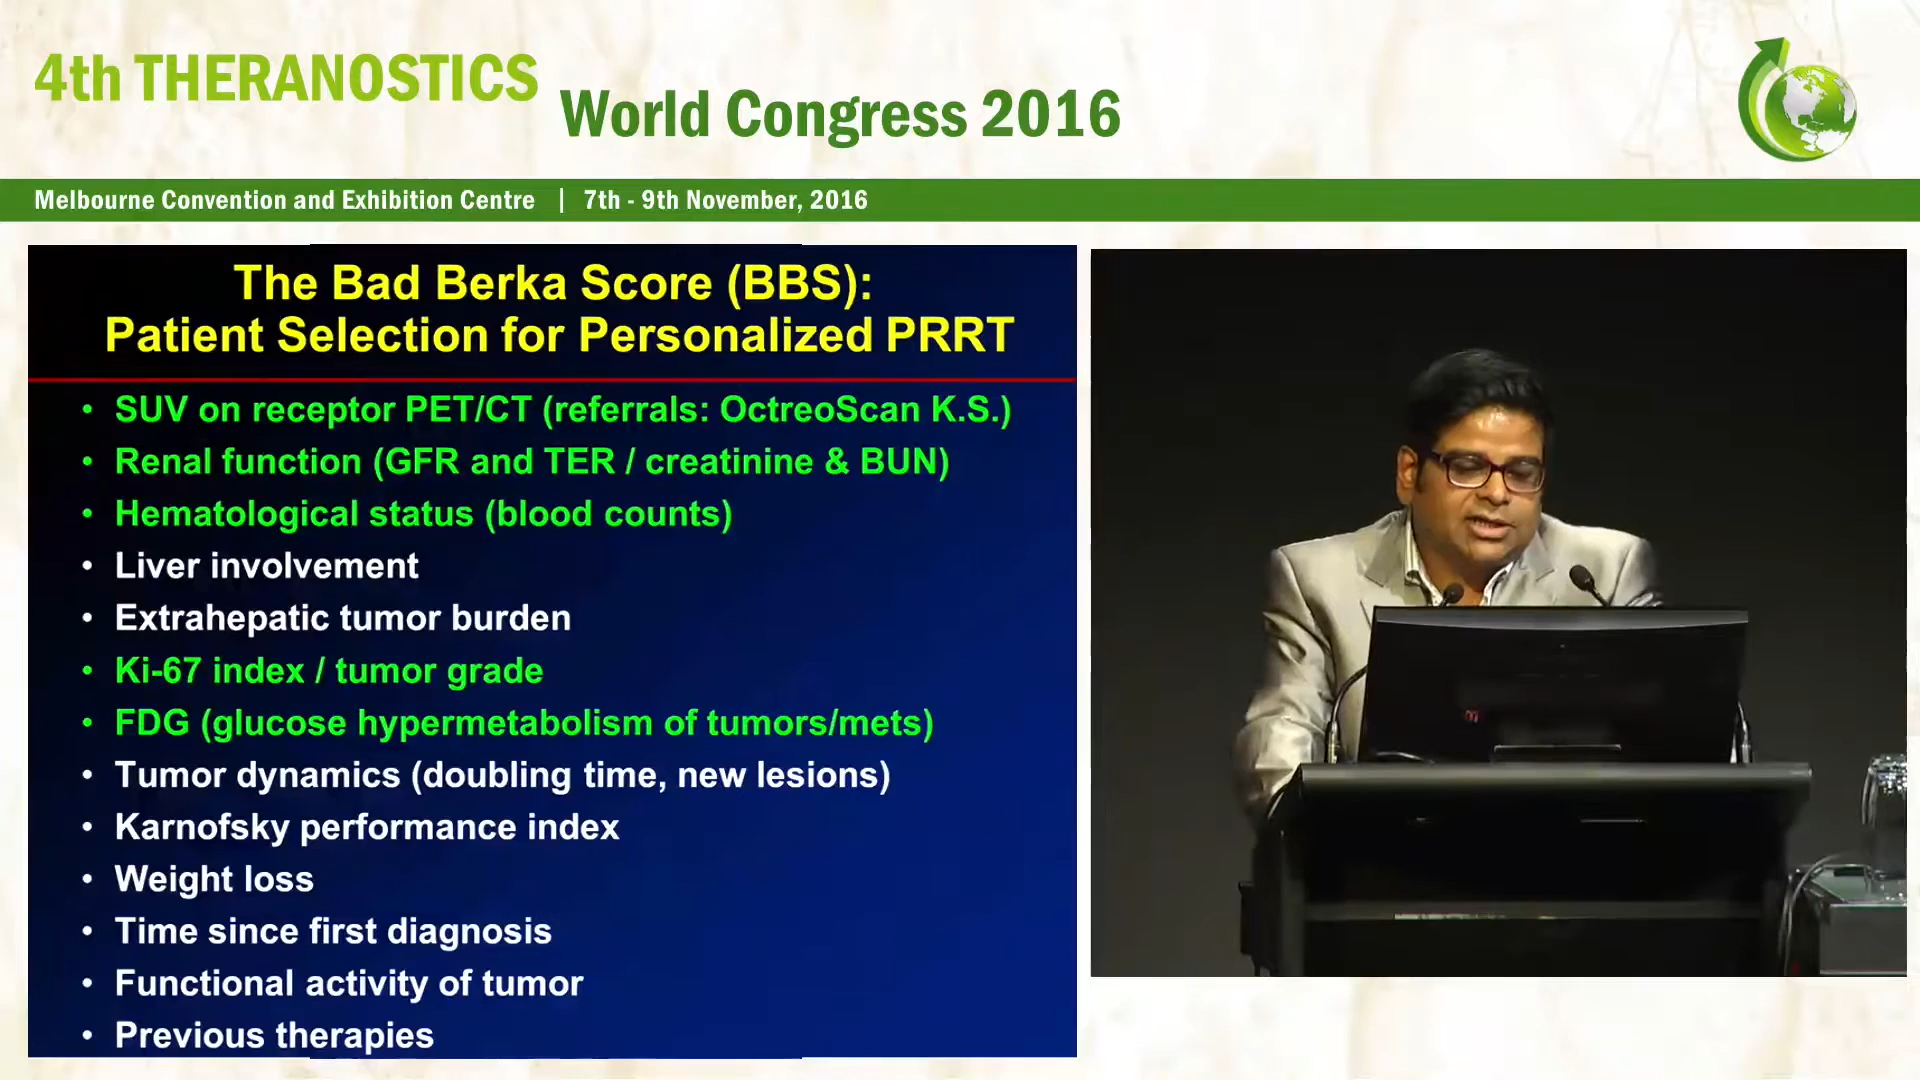 4th THERANOSTICS
World Congress 2016
Melbourne Convention and Exhibition Centre | 7th - 9th November, 2016
The Bad Berka Score (BBS):
Patient Selection for Personalized PRRT
• SUV on receptor PET/CT (referrals: OctreoScan K.S.)
• Renal function (GFR and TER / creatinine & BUN)
• Hematological status (blood counts)
• Liver involvement
• Extrahepatic tumor burden
• Ki-67 index / tumor grade
• FDG (glucose hypermetabolism of tumors/mets)
• Tumor dynamics (doubling time, new lesions)
• Karnofsky performance index
• Weight loss
• Time since first diagnosis
• Functional activity of tumor
• Previous therapies